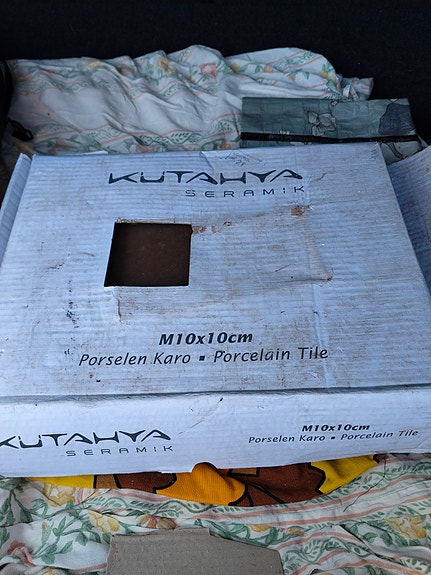 KUTAHYA
SERAMIK
M10x10cm
Porselen Karo ▪ Porcelain Tile
KUTAHYA
SERAMIK
M10x10cm
Porselen Karo ▪ Porcelain Tile